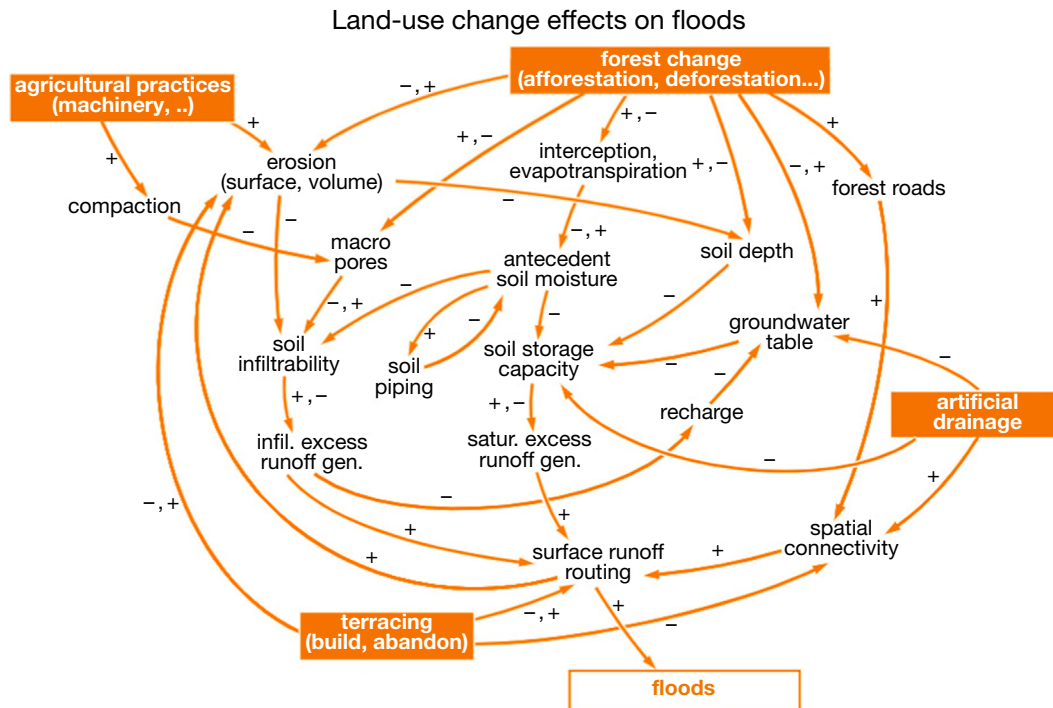 Land-use change effects on floods
agricultural practices
(machinery, ..)
forest change
(afforestation, deforestation...)
−, +
+
+
+, −
+, −
+, −
−, +
+
erosion
(surface, volume)
interception,
evapotranspiration
forest roads
compaction
−
−
−
−, +
macro
pores
antecedent
soil moisture
soil depth
−
−, +
+
−
−
−
+
soil
infiltrability
soil
piping
soil storage
capacity
groundwater
table
−
−
−
+, −
+, −
recharge
artificial
drainage
infil. excess
runoff gen.
satur. excess
runoff gen.
−
−
+
−, +
+
+
spatial
connectivity
surface runoff
routing
+
+
terracing
(build, abandon)
−, +
+
−
floods